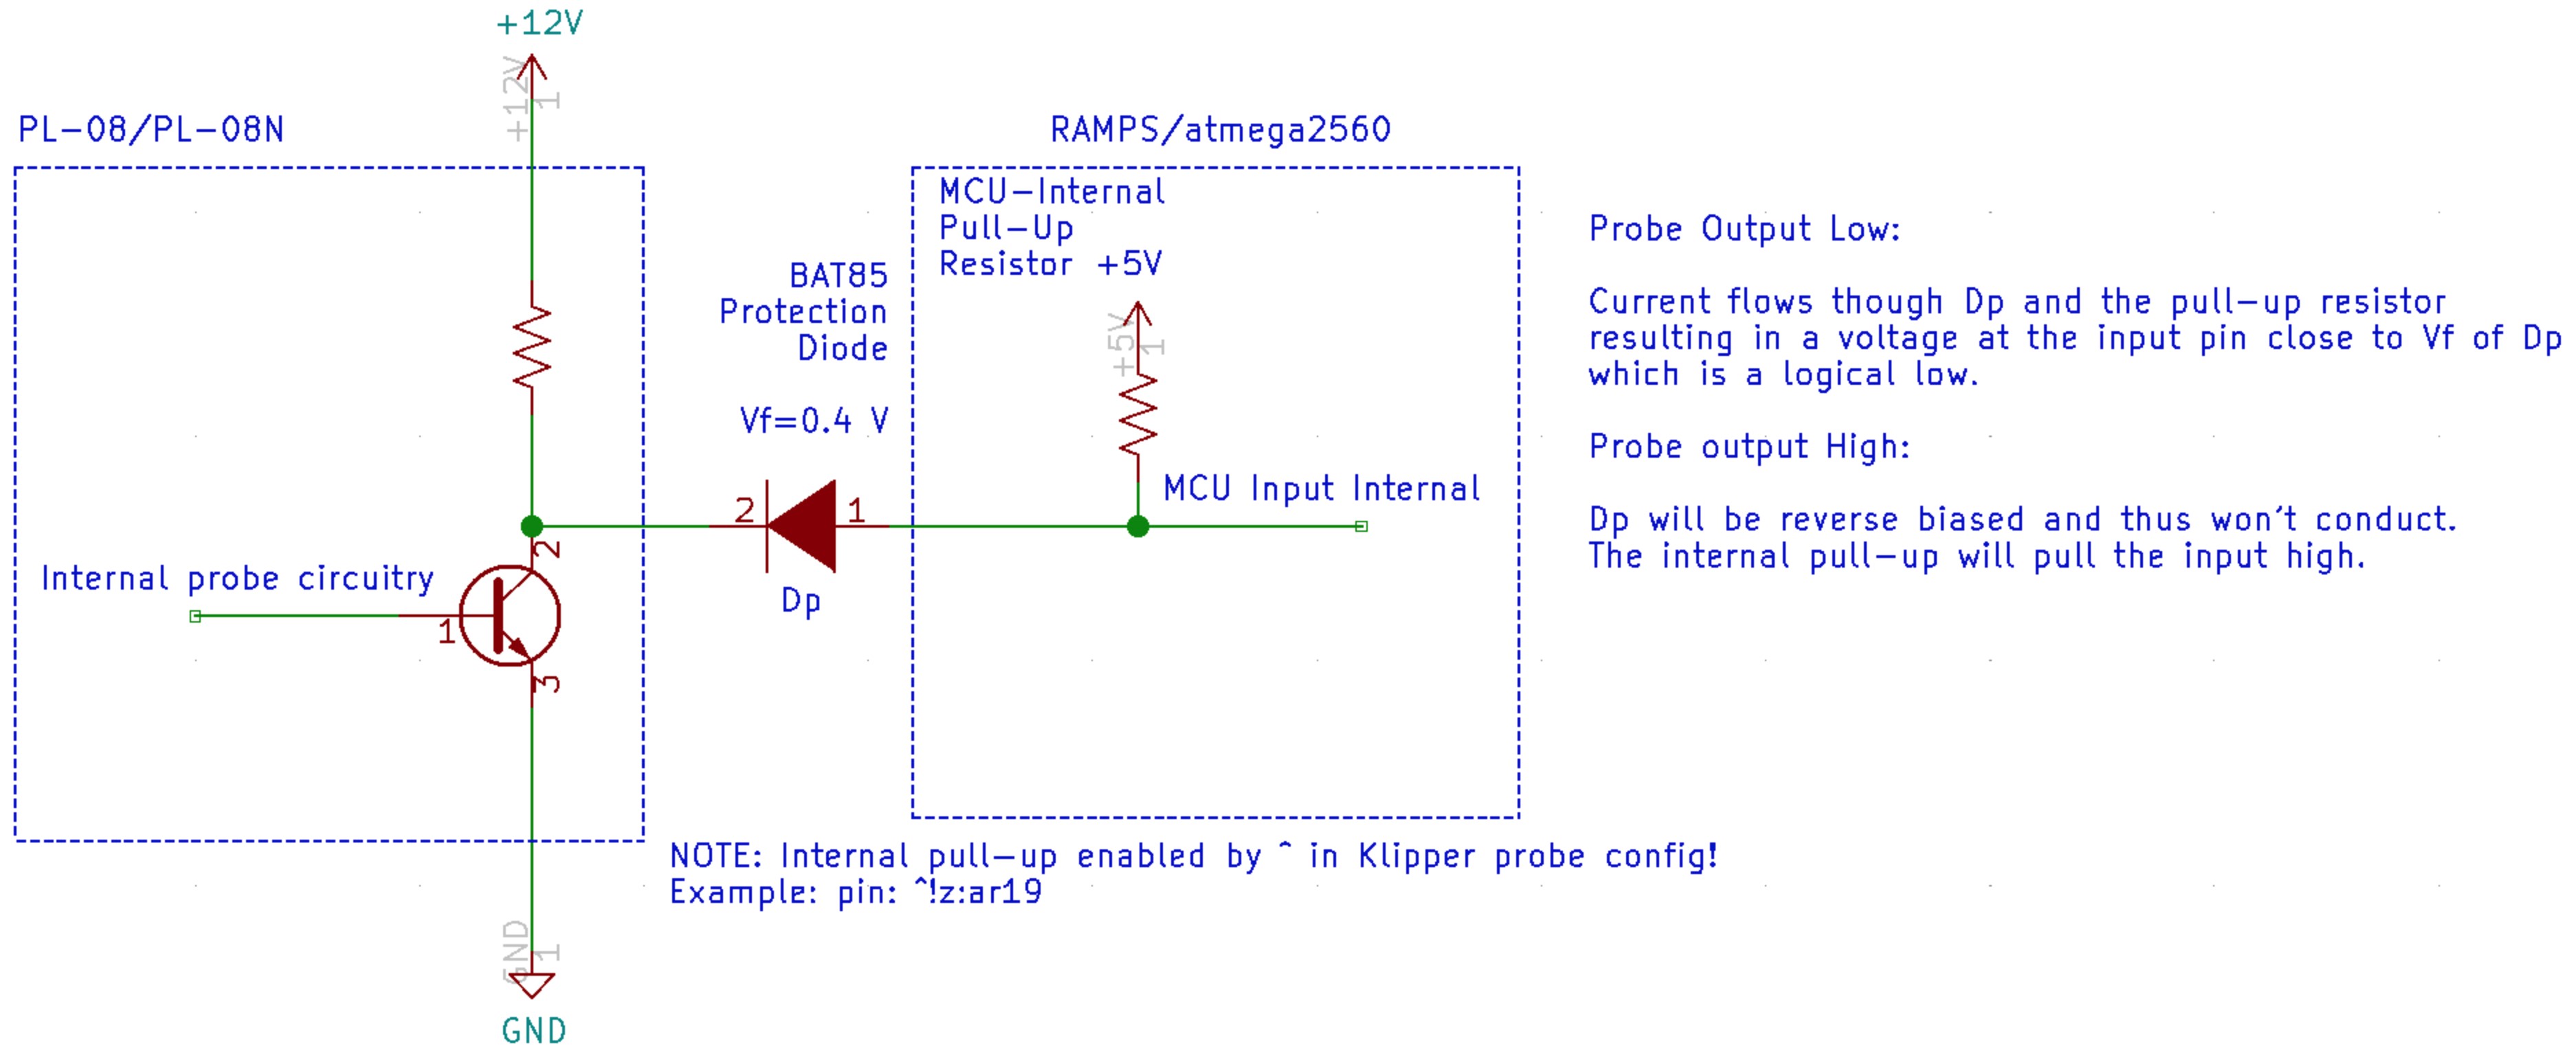 +12V
+12V
1
PL-08/PL-08N
RAMPS/atmega2560
MCU-Internal
Pull-Up
Resistor +5V
+5V
1
BAT85
Protection
Diode
Vf=0.4 V
2
1
Dp
MCU Input Internal
Internal probe circuitry
1
2
3
Probe Output Low:
Current flows though Dp and the pull-up resistor
resulting in a voltage at the input pin close to Vf of Dp
which is a logical low.
Probe output High:
Dp will be reverse biased and thus won't conduct.
The internal pull-up will pull the input high.
NOTE: Internal pull-up enabled by ^ in Klipper probe config!
Example: pin: ^!z:ar19
GND
1
GND